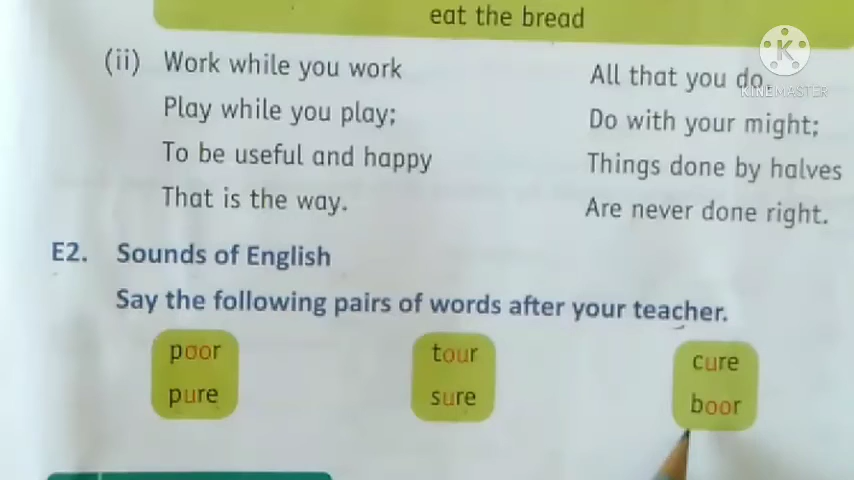 eat the bread
(ii) Work while you work
Play while you play;
To be useful and happy
That is the way.
All that you do,
Do with your might;
Things done by halves
Are never done right.
E2. Sounds of English
Say the following pairs of words after your teacher.
poor
pure
tour
sure
cure
boor
K
KINEMASTER